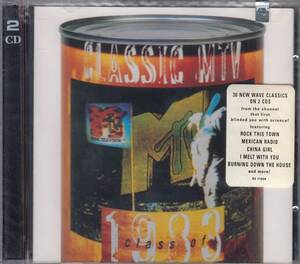 2
CD
CLASSIC MTV
MUSIC TELEVISION
class of
1983
30 NEW WAVE CLASSICS
ON 2 CDS
from the channel
that first
blinded you with science!
featuring
ROCK THIS TOWN
MEXICAN RADIO
CHINA GIRL
I MELT WITH YOU
BURNING DOWN THE HOUSE
and more!